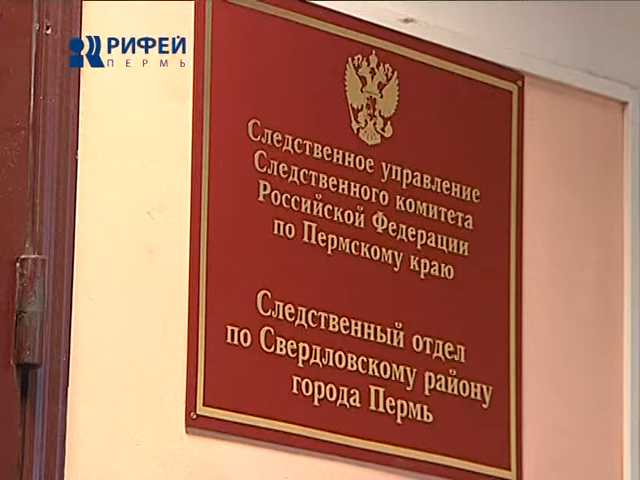 РИФЕЙ
ПЕРМЬ
Следственное управление
Следственного комитета
Российской Федерации
по Пермскому краю
Следственный отдел
по Свердловскому району
города Пермь